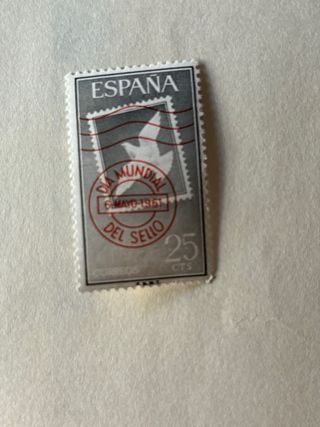 ESPAÑA
DIA MUNDIAL
6-MAYO-1961
DEL SELLO
25
CTS
CORREOS